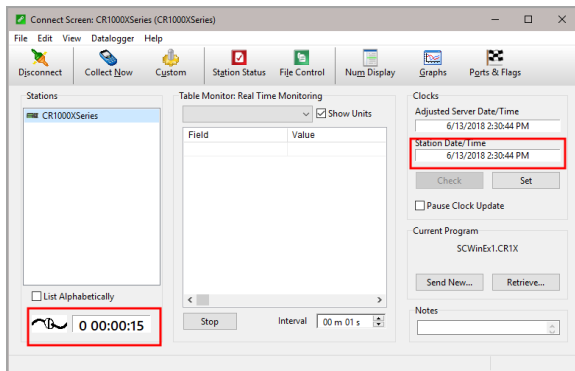 Connect Screen: CR1000XSeries (CR1000XSeries)
File Edit View Datalogger Help
Disconnect Collect Now Custom Station Status File Control Num Display Graphs Ports & Flags
Stations
CR1000XSeries
List Alphabetically
0 00:00:15
Table Monitor: Real Time Monitoring
Show Units
Field Value
Stop Interval 00 m 01 s
Clocks
Adjusted Server Date/Time
6/13/2018 2:30:44 PM
Station Date/Time
6/13/2018 2:30:44 PM
Check Set
Pause Clock Update
Current Program
SCWinEx1.CR1X
Send New... Retrieve...
Notes